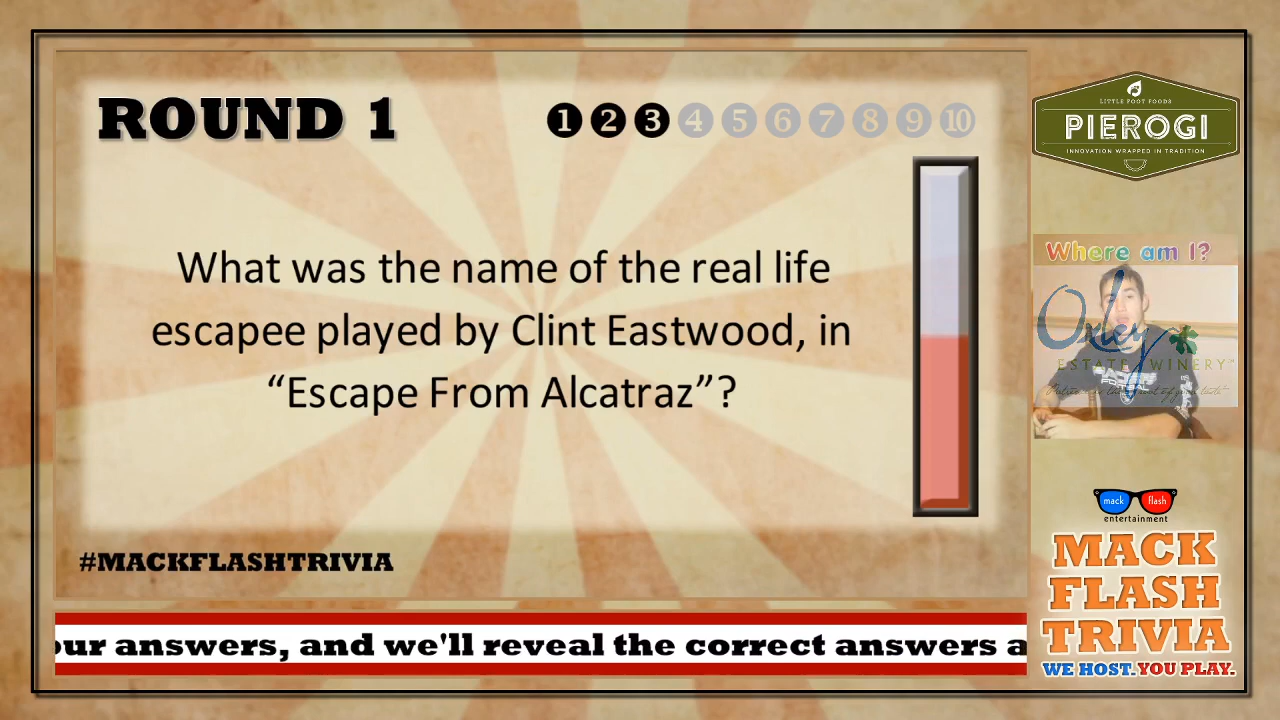 ROUND 1
1 2 3 4 5 6 7 8 9 10
What was the name of the real life
escapee played by Clint Eastwood, in
“Escape From Alcatraz”?
#MACKFLASHTRIVIA
our answers, and we'll reveal the correct answers a
LITTLE FOOT FOODS
PIEROGI
INNOVATION WRAPPED IN TRADITION
Where am I?
Oxley
ESTATE WINERY
mack flash
entertainment
MACK
FLASH
TRIVIA
WE HOST. YOU PLAY.